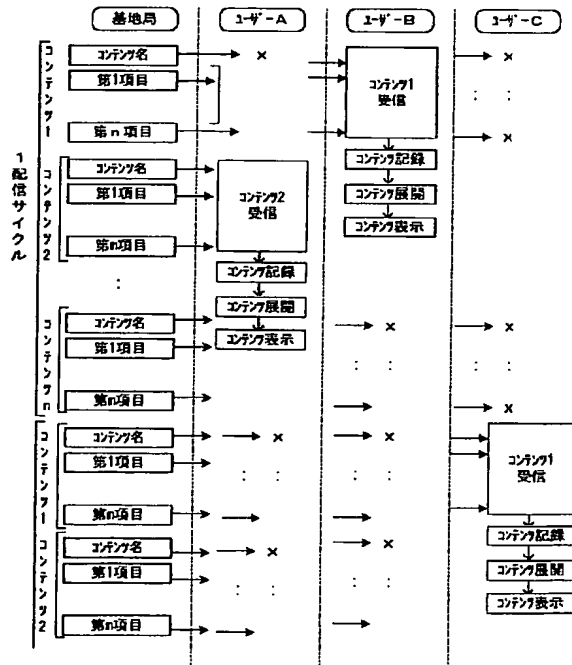 基地局
ユーザ-A
ユーザ-B
ユーザ-C
1配信サイクル
コンテンツ1
コンテンツ名
第1項目
第n項目
×
コンテンツ1
受信
コンテンツ記録
コンテンツ展開
コンテンツ表示
×
: :
×
コンテンツ2
コンテンツ名
第1項目
第m項目
コンテンツ2
受信
コンテンツ記録
コンテンツ展開
コンテンツ表示
:
コンテンツn
コンテンツ名
第1項目
第m項目
×
: :
×
: :
×
コンテンツ1
コンテンツ名
第1項目
第m項目
×
: :
×
: :
コンテンツ1
受信
コンテンツ記録
コンテンツ展開
コンテンツ表示
コンテンツ2
コンテンツ名
第1項目
第m項目
×
: :
×
: :